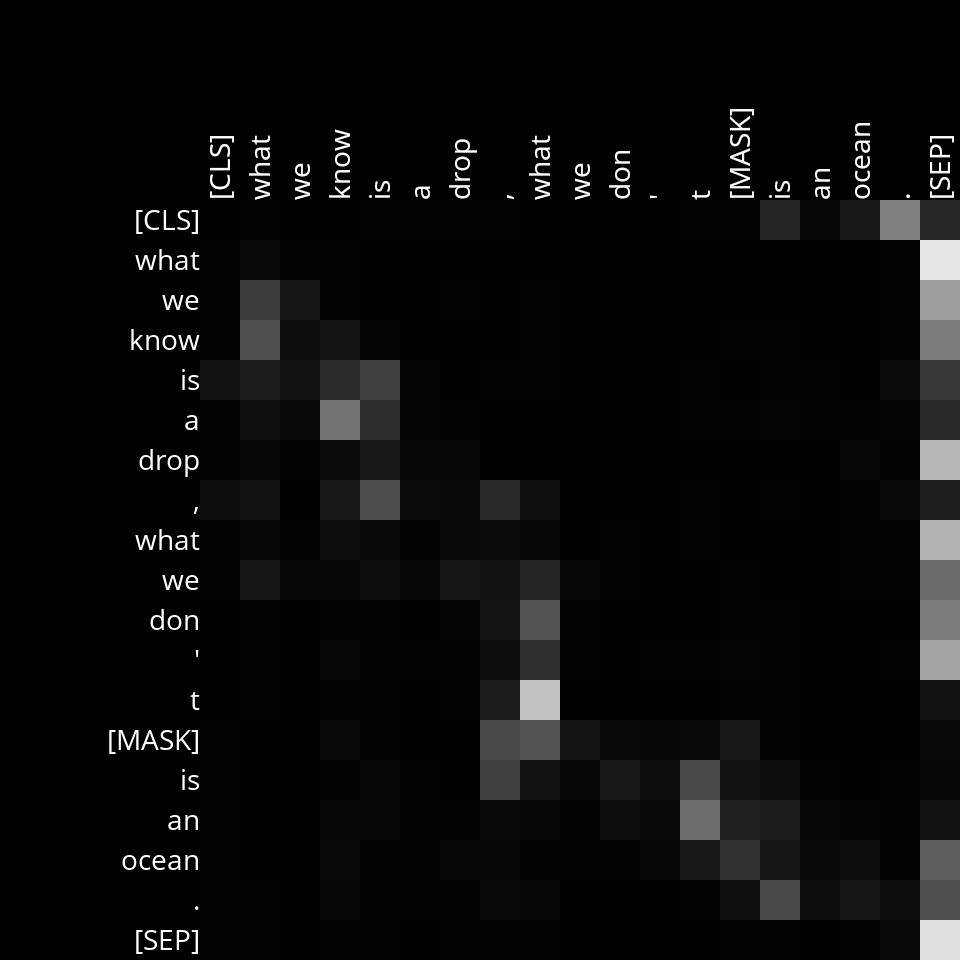 [CLS] what we know is a drop , what we don ' t [MASK] is an ocean . [SEP]
[CLS]
what
we
know
is
a
drop
,
what
we
don
'
t
[MASK]
is
an
ocean
.
[SEP]